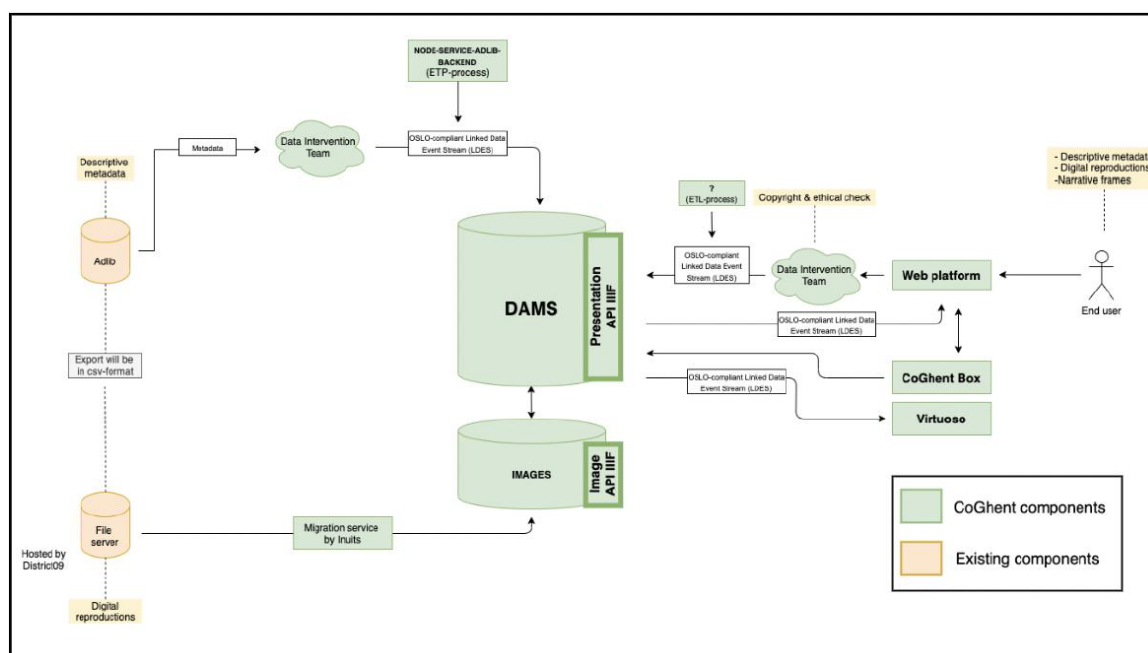 NODE-SERVICE-ADLIB-
BACKEND
(ETP-process)
Metadata
Data Intervention
Team
OSLO-compliant Linked Data
Event Stream (LDES)
Descriptive
metadata
Adlib
Export will be
in csv-format
File
server
Hosted by
District09
Digital
reproductions
Migration service
by Inuits
DAMS
Presentation
API IIIF
IMAGES
Image
API IIIF
?
(ETL-process)
Copyright & ethical check
OSLO-compliant
Linked Data Event
Stream (LDES)
Data Intervention
Team
Web platform
- Descriptive metadata
- Digital reproductions
-Narrative frames
End user
OSLO-compliant Linked Data
Event Stream (LDES)
CoGhent Box
OSLO-compliant Linked Data
Event Stream (LDES)
Virtuoso
CoGhent components
Existing components